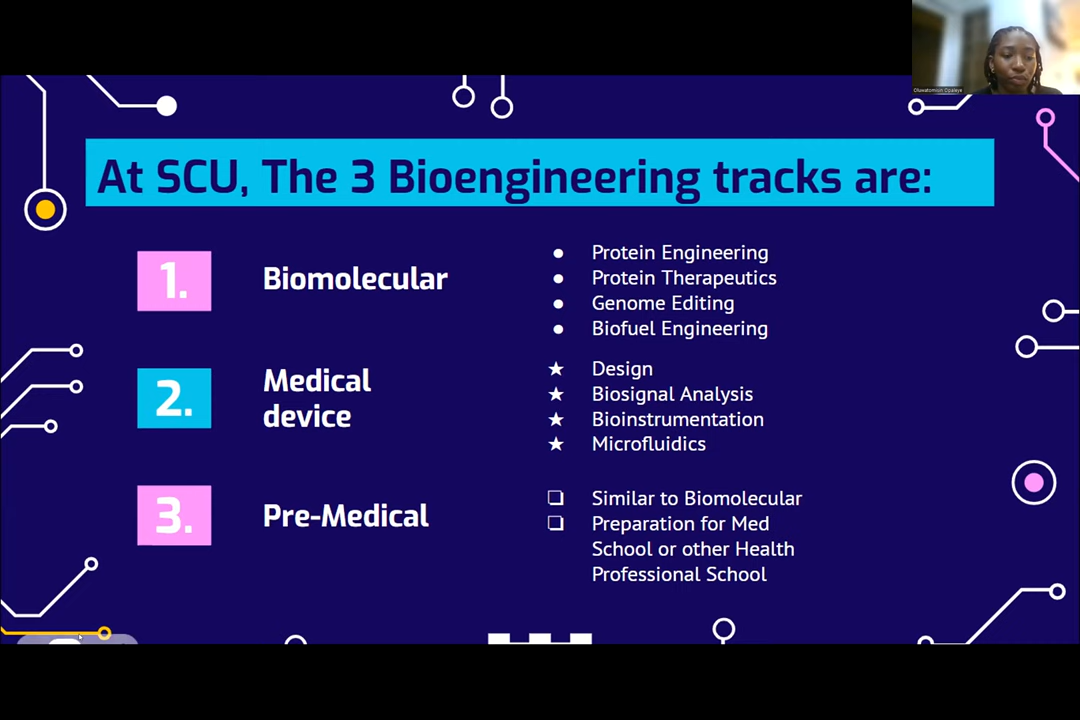 Oluwatomisin Opaleye
At SCU, The 3 Bioengineering tracks are:
1.
Biomolecular
Protein Engineering
Protein Therapeutics
Genome Editing
Biofuel Engineering
2.
Medical
device
Design
Biosignal Analysis
Bioinstrumentation
Microfluidics
3.
Pre-Medical
Similar to Biomolecular
Preparation for Med
School or other Health
Professional School